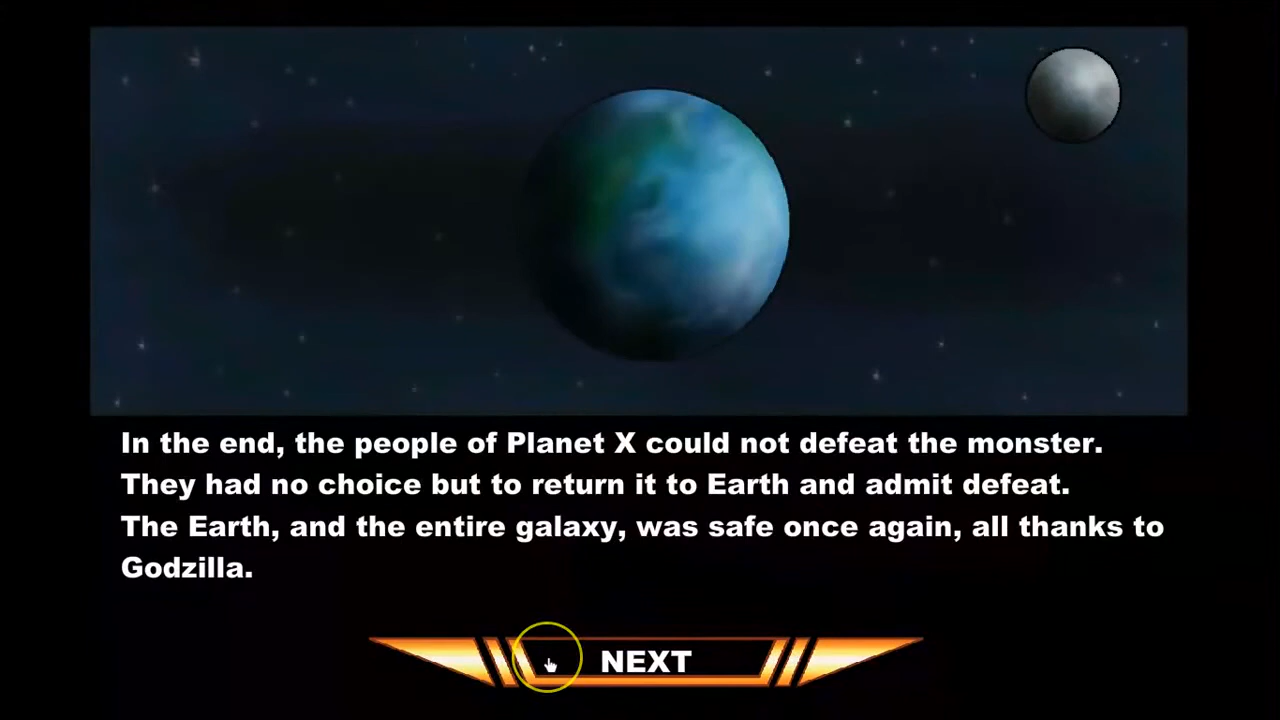 In the end, the people of Planet X could not defeat the monster.
They had no choice but to return it to Earth and admit defeat.
The Earth, and the entire galaxy, was safe once again, all thanks to
Godzilla.
NEXT